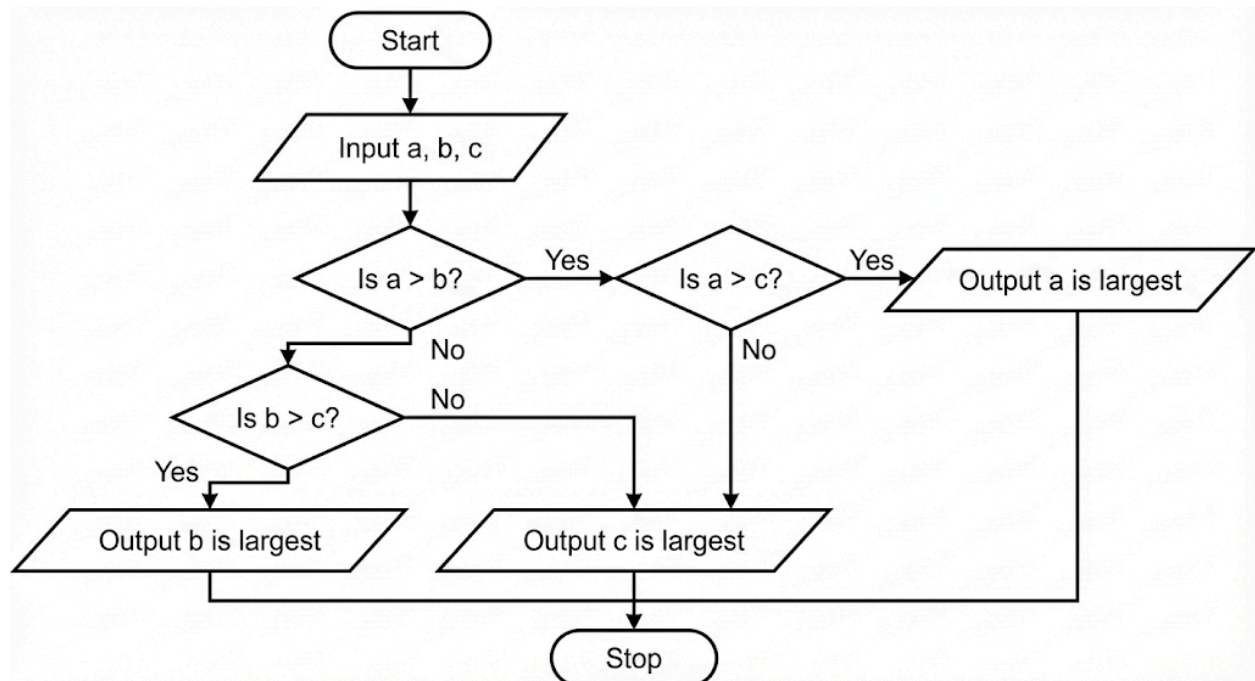 Start
Input a, b, c
Is a > b?
Yes
Is a > c?
Yes
Output a is largest
No
No
Is b > c?
No
Yes
Output b is largest
Output c is largest
Stop